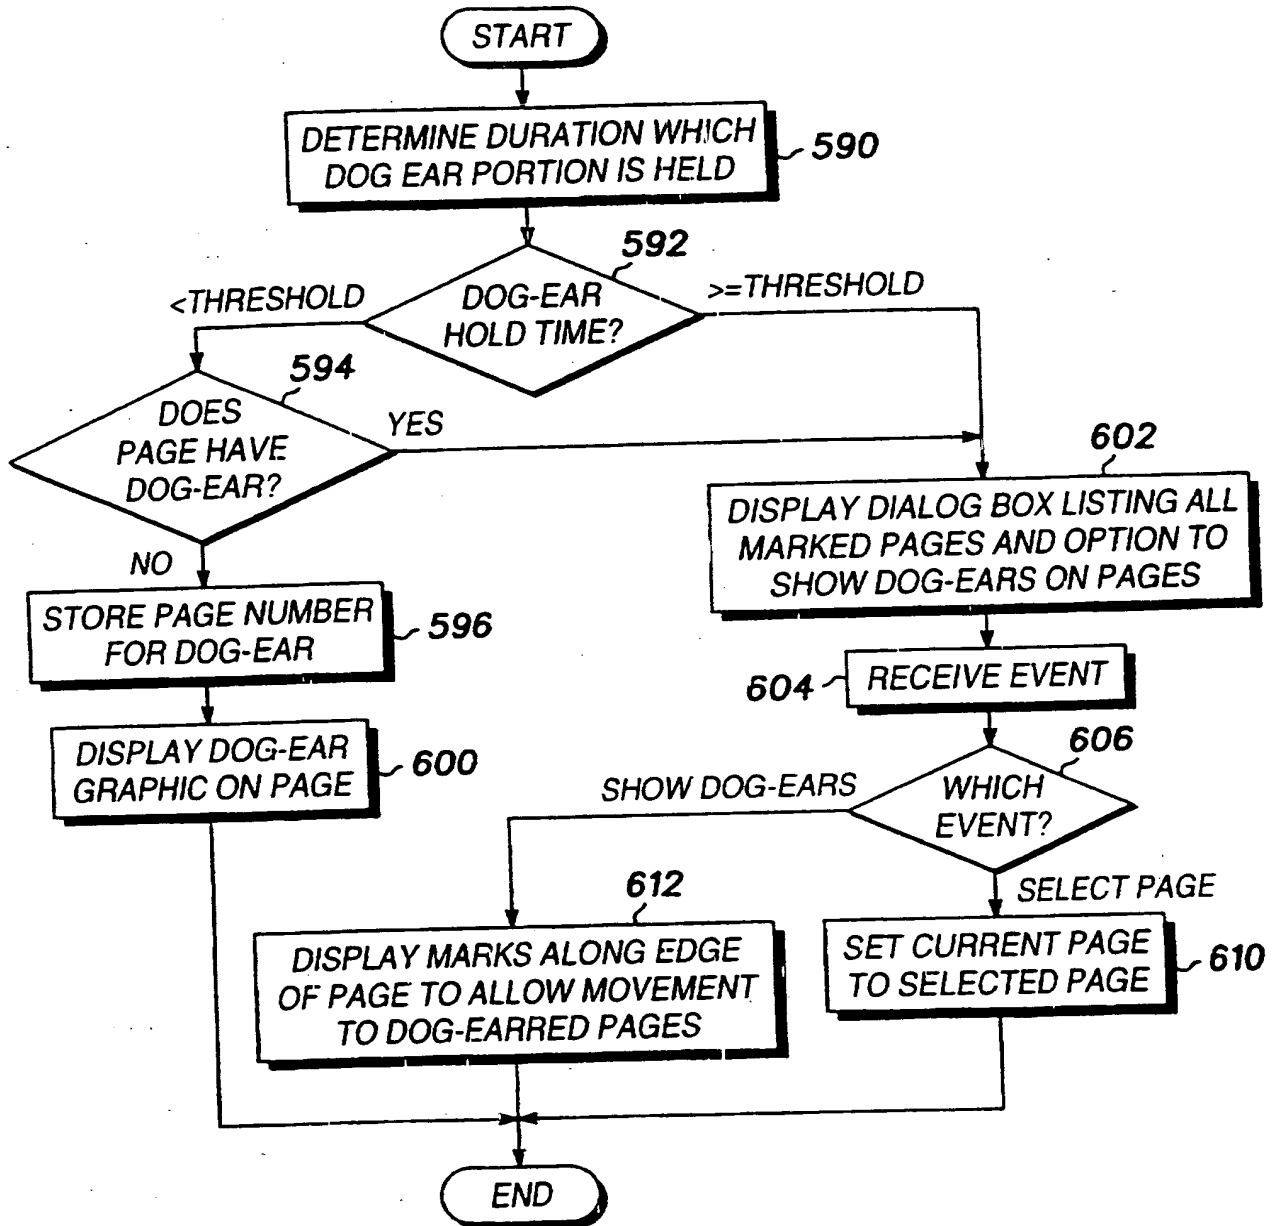 START
DETERMINE DURATION WHICH
DOG EAR PORTION IS HELD
590
592
<THRESHOLD
DOG-EAR
HOLD TIME?
>=THRESHOLD
594
DOES
PAGE HAVE
DOG-EAR?
YES
NO
602
DISPLAY DIALOG BOX LISTING ALL
MARKED PAGES AND OPTION TO
SHOW DOG-EARS ON PAGES
STORE PAGE NUMBER
FOR DOG-EAR
596
604
RECEIVE EVENT
DISPLAY DOG-EAR
GRAPHIC ON PAGE
600
606
SHOW DOG-EARS
WHICH
EVENT?
SELECT PAGE
612
DISPLAY MARKS ALONG EDGE
OF PAGE TO ALLOW MOVEMENT
TO DOG-EARRED PAGES
SET CURRENT PAGE
TO SELECTED PAGE
610
END